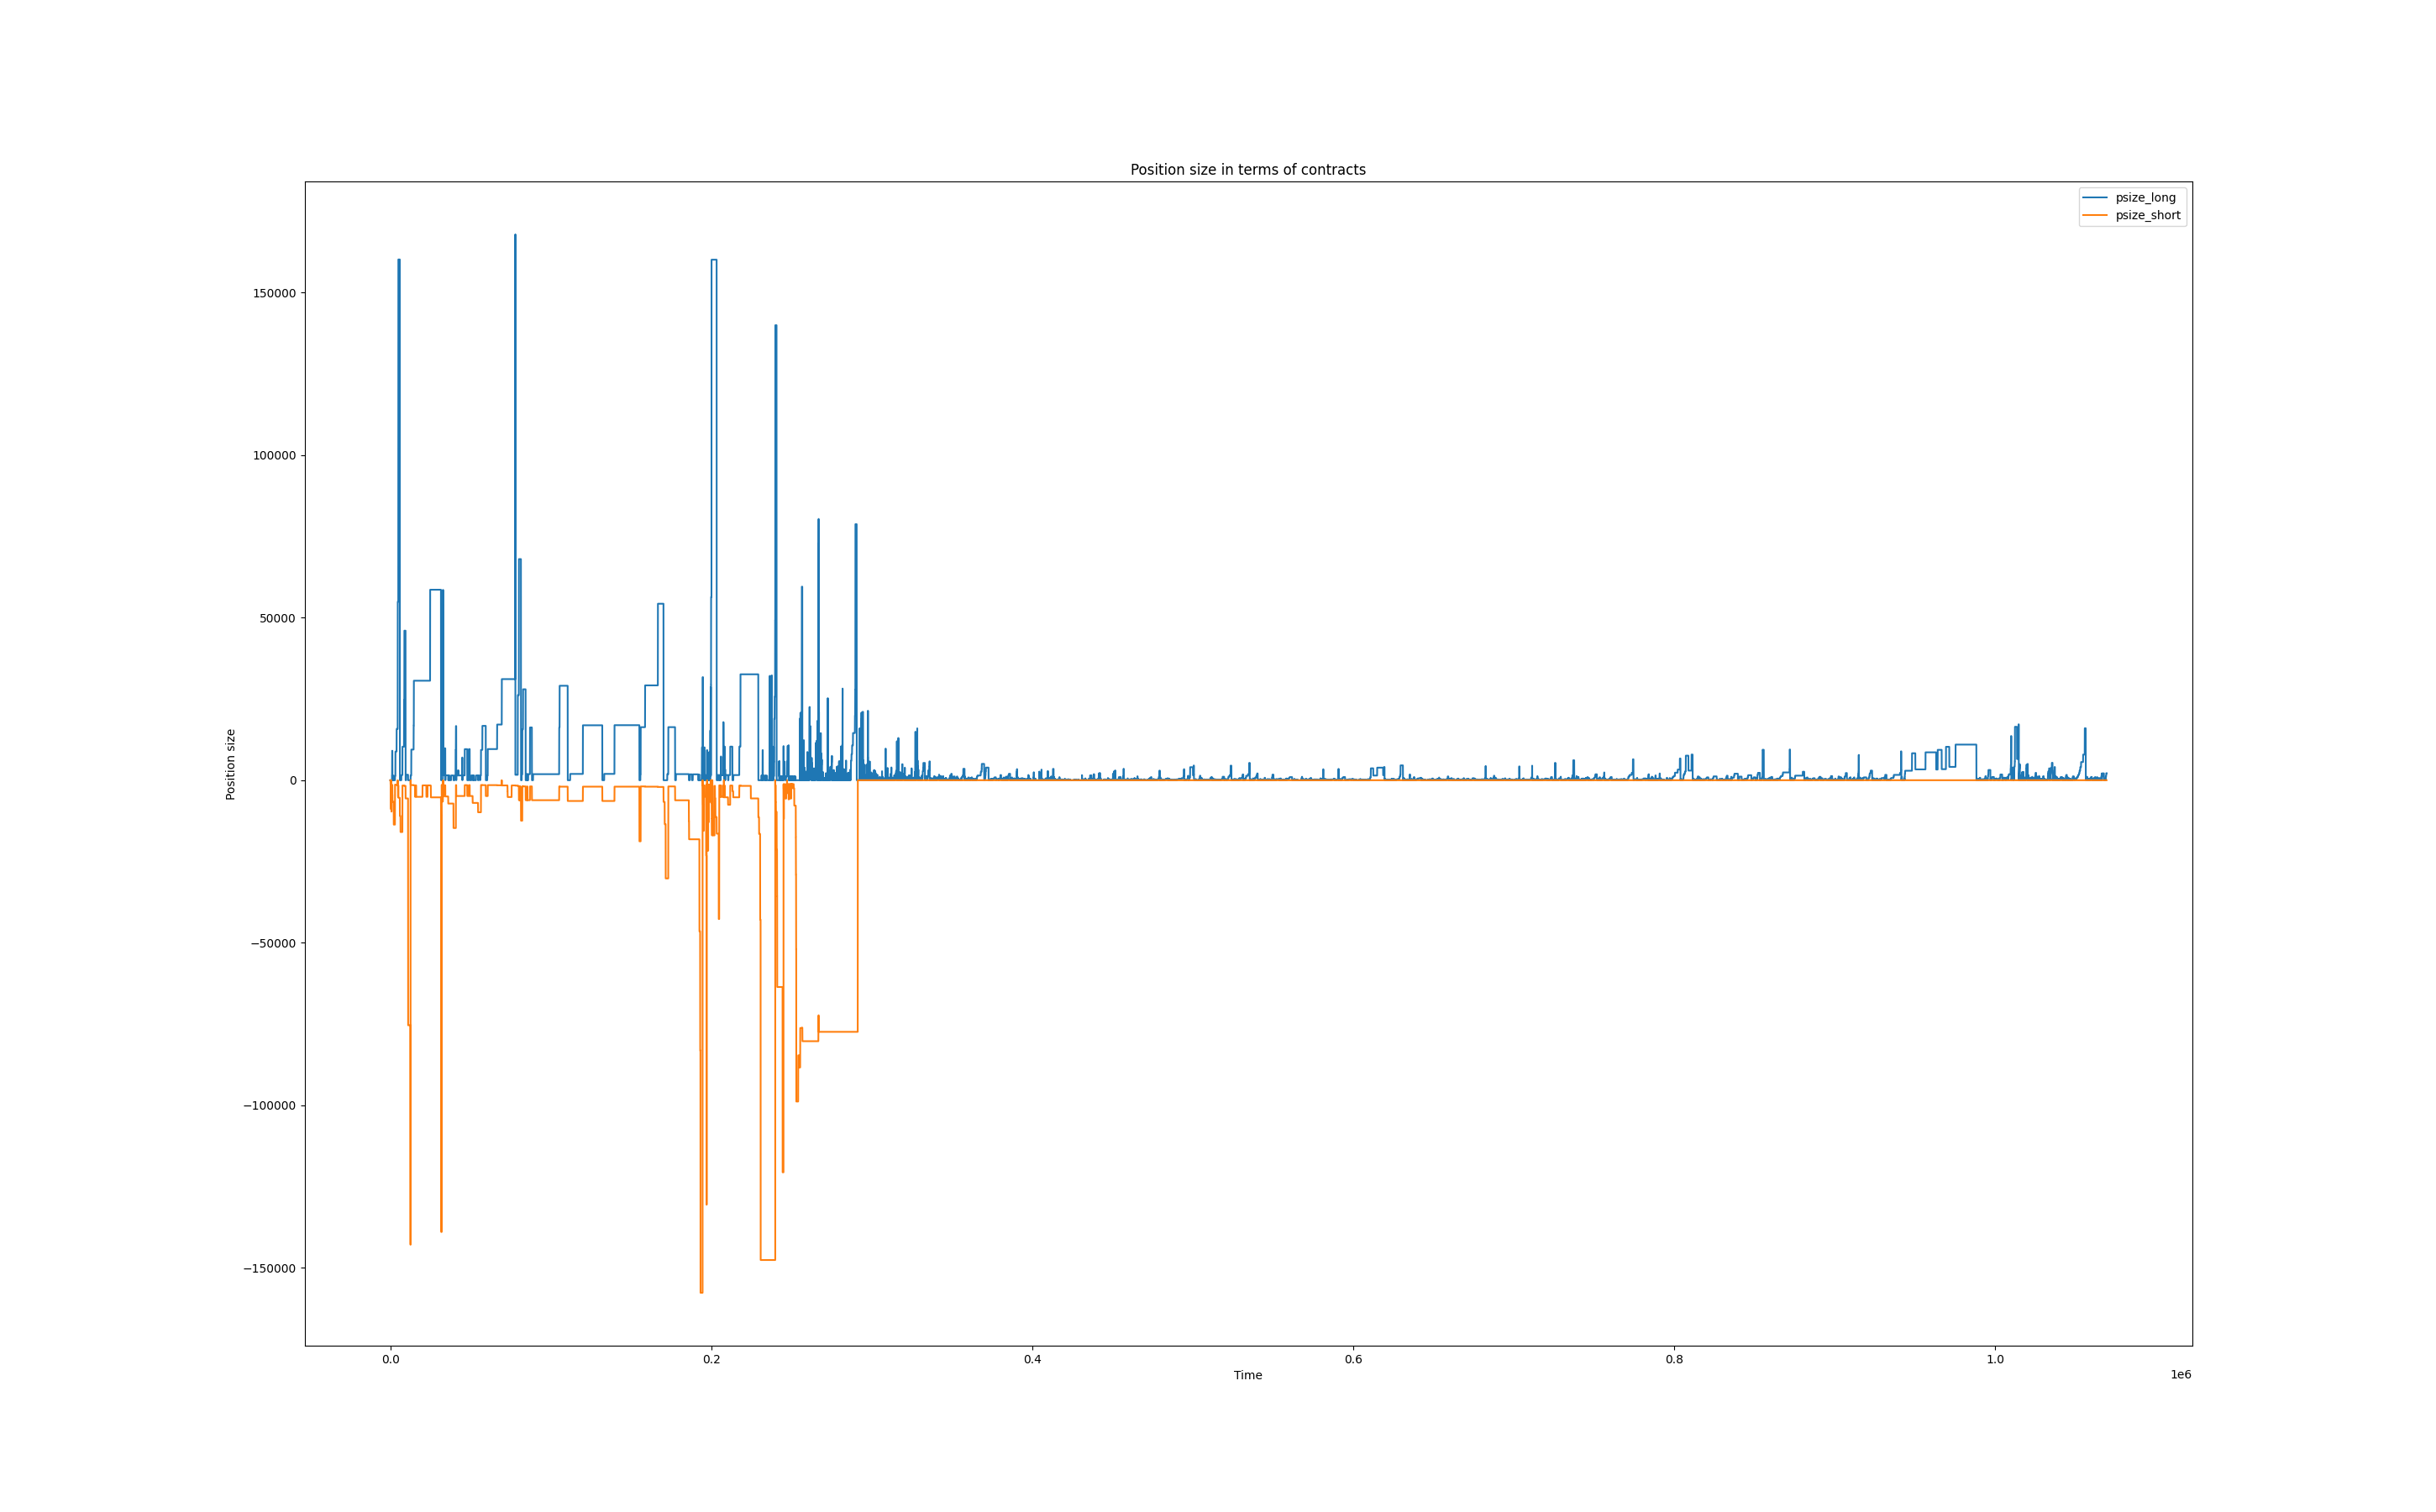 Position size in terms of contracts
psize_long
psize_short
150000
100000
50000
0
−50000
−100000
−150000
Position size
0.0
0.2
0.4
0.6
0.8
1.0
1e6
Time